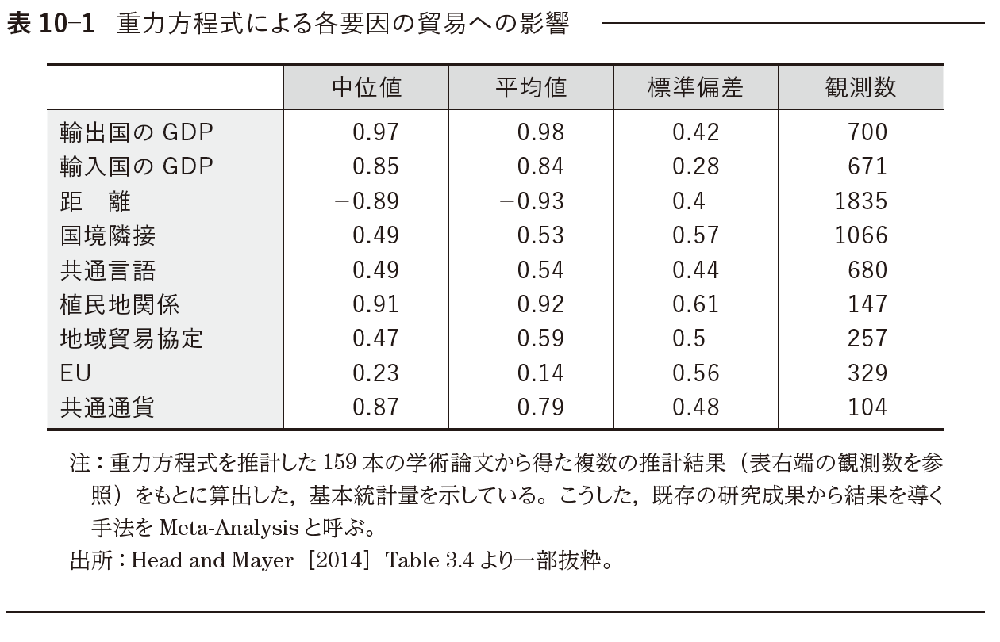 表 10–1 重力方程式による各要因の貿易への影響
中位値 平均値 標準偏差 観測数
輸出国の GDP 0.97 0.98 0.42 700
輸入国の GDP 0.85 0.84 0.28 671
距　離 −0.89 −0.93 0.4 1835
国境隣接 0.49 0.53 0.57 1066
共通言語 0.49 0.54 0.44 680
植民地関係 0.91 0.92 0.61 147
地域貿易協定 0.47 0.59 0.5 257
EU 0.23 0.14 0.56 329
共通通貨 0.87 0.79 0.48 104
注：重力方程式を推計した 159 本の学術論文から得た複数の推計結果（表右端の観測数を参
照）をもとに算出した，基本統計量を示している。こうした，既存の研究成果から結果を導く
手法を Meta-Analysis と呼ぶ。
出所：Head and Mayer［2014］Table 3.4 より一部抜粋。